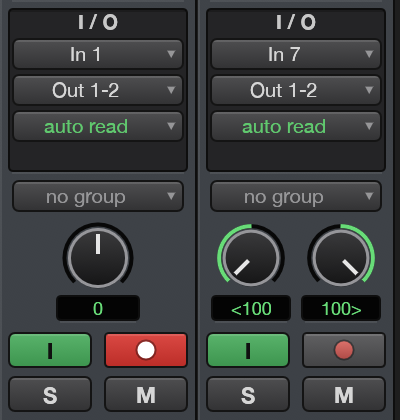 I / O
In 1
Out 1-2
auto read
no group
0
I
S M
I / O
In 7
Out 1-2
auto read
no group
<100 100>
I
S M